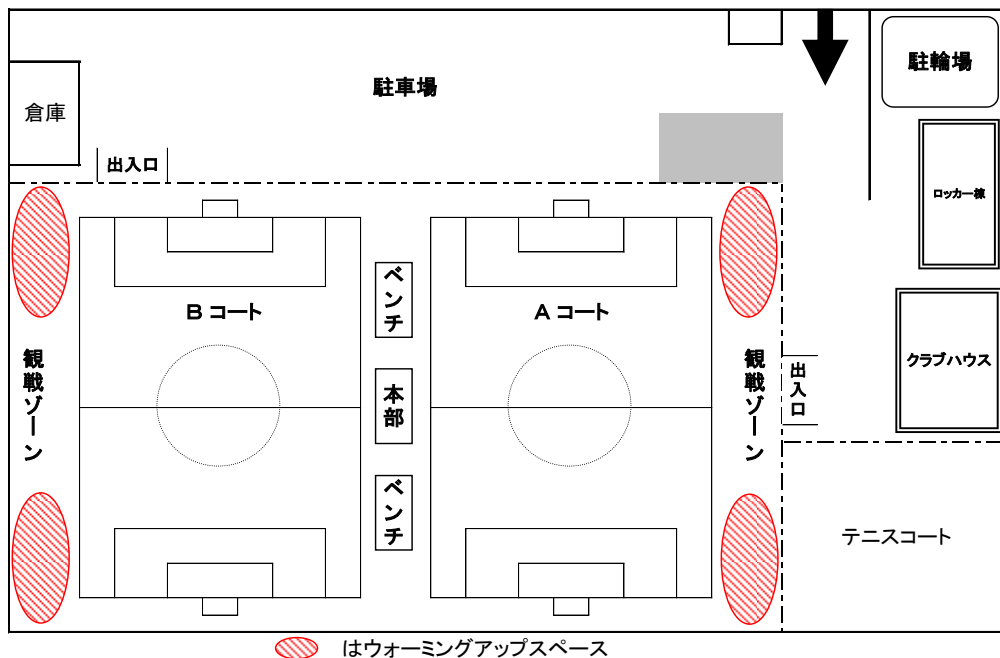 駐車場
駐輪場
倉庫
出入口
ロッカー棟
ベンチ
B コート
A コート
観戦ゾーン
本部
観戦ゾーン
出入口
クラブハウス
ベンチ
テニスコート
はウォーミングアップスペース